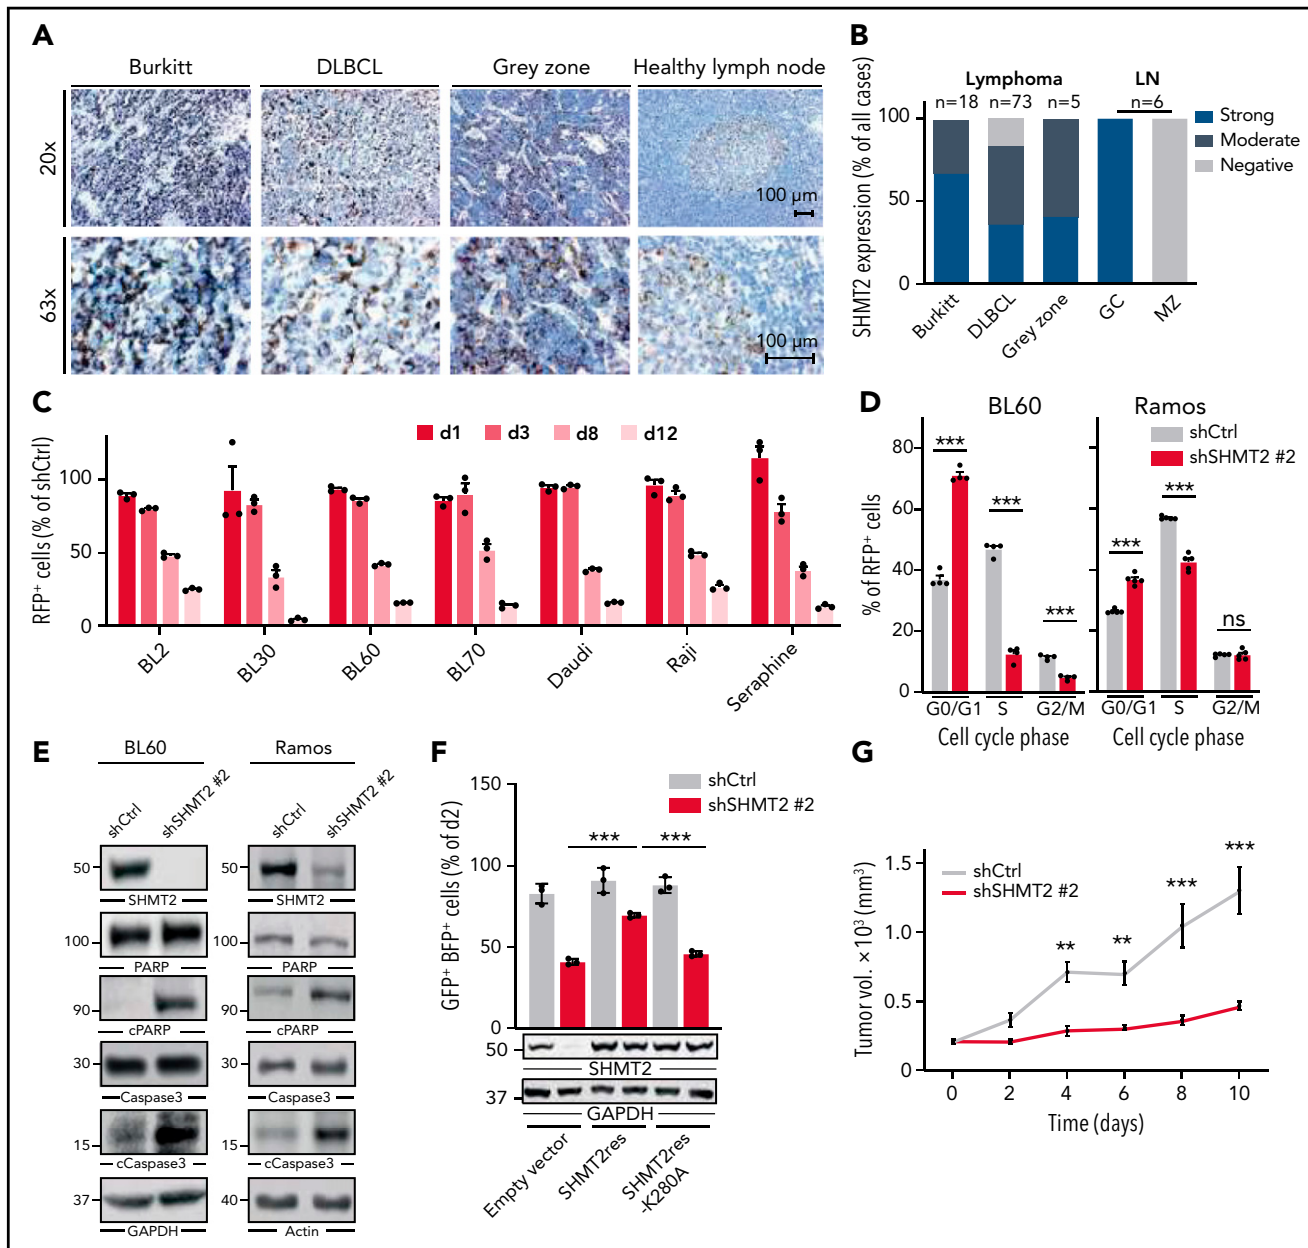 A
Burkitt
DLBCL
Grey zone
Healthy lymph node
20x
63x
100 µm
100 µm
B
Lymphoma
LN
n=18
n=73
n=5
n=6
SHMT2 expression (% of all cases)
100
50
0
Burkitt
DLBCL
Grey zone
GC
MZ
Strong
Moderate
Negative
C
d1
d3
d8
d12
RFP+ cells (% of shCtrl)
100
50
0
BL2
BL30
BL60
BL70
Daudi
Raji
Seraphine
D
BL60
Ramos
shCtrl
shSHMT2 #2
% of RFP+ cells
80
60
40
20
0
***
***
***
***
***
ns
G0/G1
S
G2/M
G0/G1
S
G2/M
Cell cycle phase
Cell cycle phase
E
BL60
Ramos
shCtrl
shSHMT2 #2
shCtrl
shSHMT2 #2
50
SHMT2
50
SHMT2
100
PARP
100
PARP
90
cPARP
90
cPARP
30
Caspase3
30
Caspase3
15
cCaspase3
15
cCaspase3
37
GAPDH
40
Actin
F
shCtrl
shSHMT2 #2
GFP+ BFP+ cells (% of d2)
150
100
50
0
***
***
50
SHMT2
37
GAPDH
Empty vector
SHMT2res
SHMT2res
-K280A
G
shCtrl
shSHMT2 #2
Tumor vol. ×10³ (mm³)
1.5
1.0
0.5
0
**
**
***
***
0
2
4
6
8
10
Time (days)